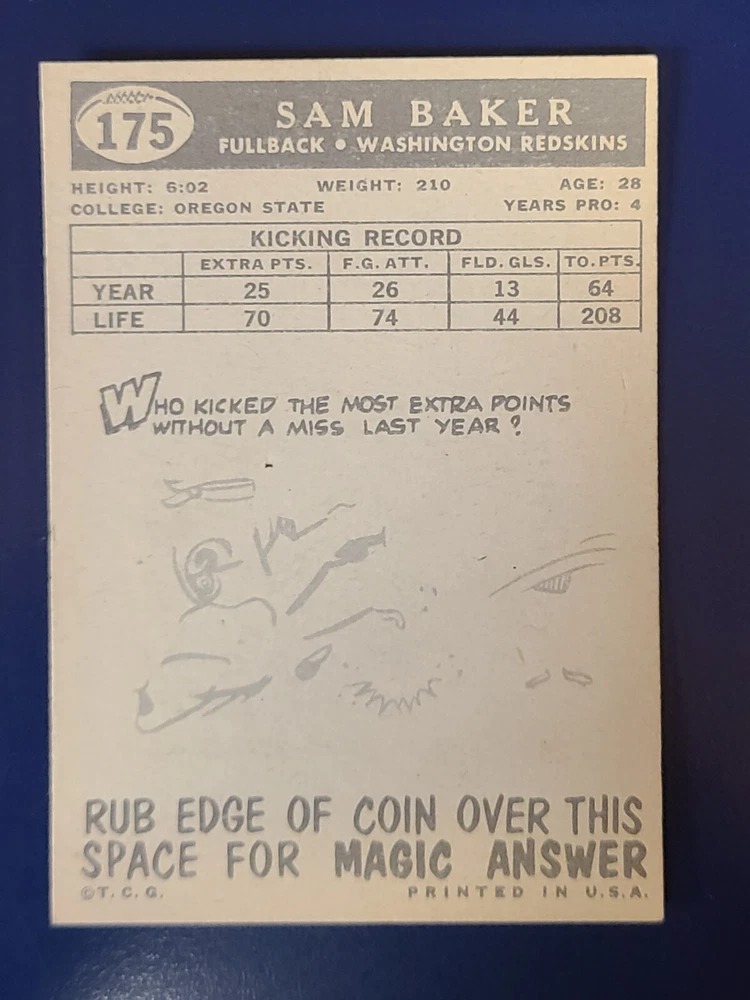 175
SAM BAKER
FULLBACK • WASHINGTON REDSKINS
HEIGHT: 6:02 WEIGHT: 210 AGE: 28
COLLEGE: OREGON STATE YEARS PRO: 4
KICKING RECORD
EXTRA PTS. F.G. ATT. FLD. GLS. TO. PTS.
YEAR 25 26 13 64
LIFE 70 74 44 208
WHO KICKED THE MOST EXTRA POINTS
WITHOUT A MISS LAST YEAR?
RUB EDGE OF COIN OVER THIS
SPACE FOR MAGIC ANSWER
©T. C. G. PRINTED IN U.S.A.